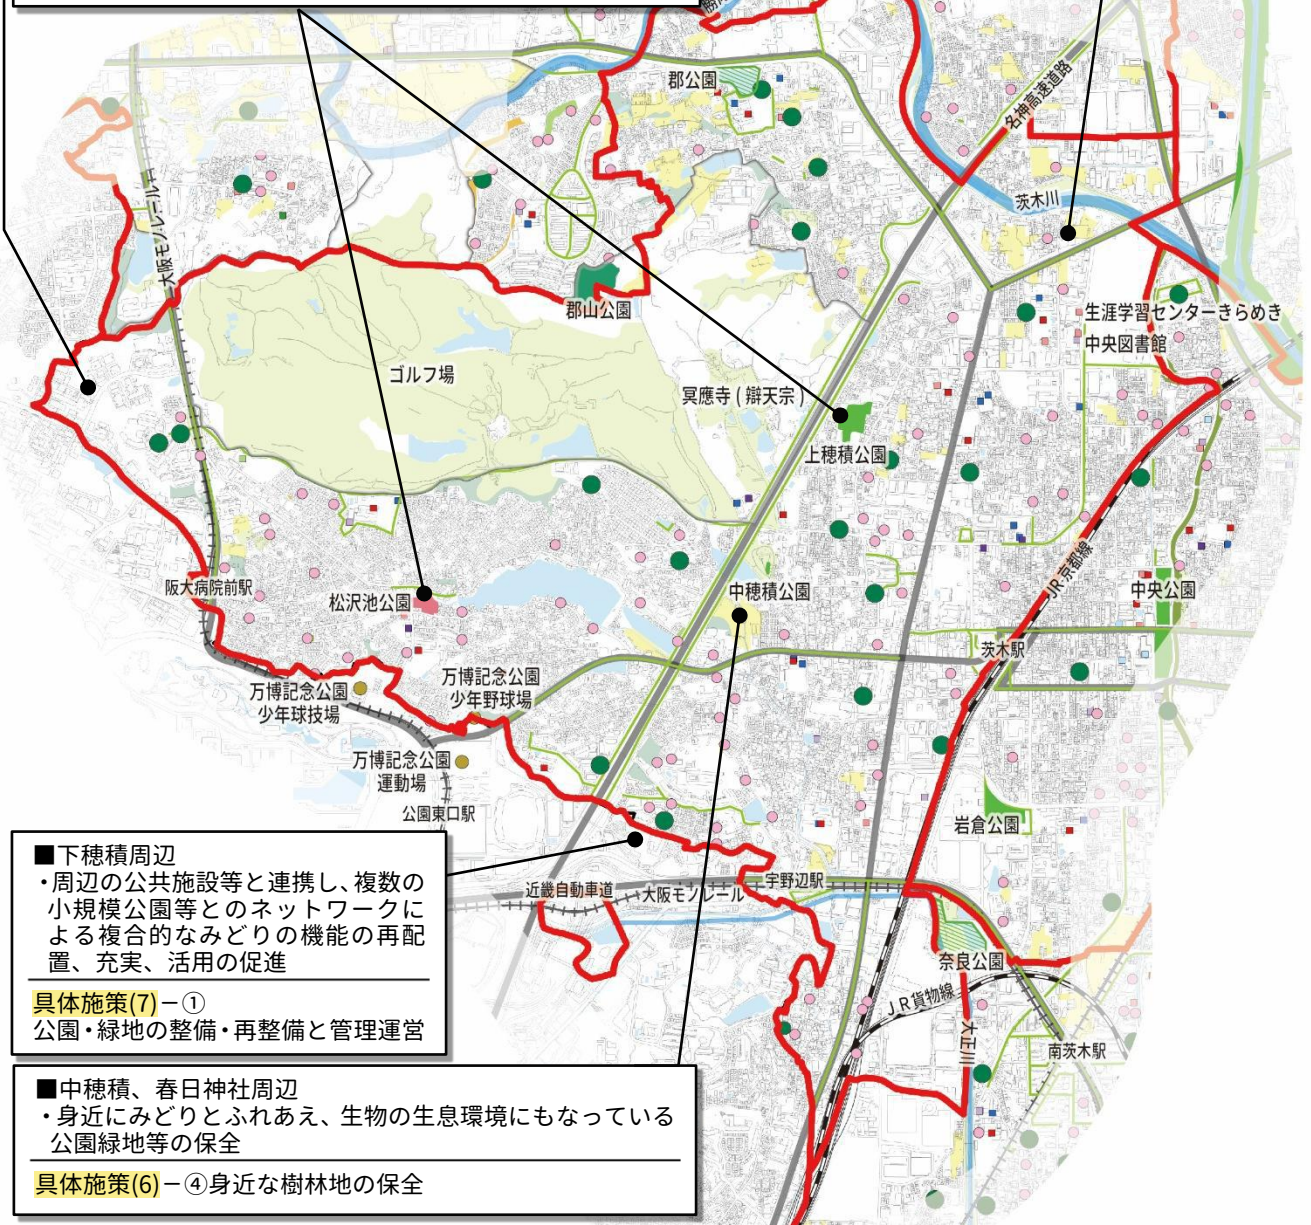 郡公園
名神高速道路
茨木川
大阪モノレール
郡山公園
生涯学習センターきらめき
中央図書館
ゴルフ場
冥應寺(辯天宗)
上穂積公園
JR京都線
阪大病院前駅
松沢池公園
中穂積公園
中央公園
茨木駅
万博記念公園
少年球技場
万博記念公園
少年野球場
万博記念公園
運動場
公園東口駅
岩倉公園
近畿自動車道
大阪モノレール
宇野辺駅
奈良公園
JR貨物線
大正川
南茨木駅
■下穂積周辺
・周辺の公共施設等と連携し、複数の
小規模公園等とのネットワークに
よる複合的なみどりの機能の再配
置、充実、活用の促進
具体施策(7)－①
公園・緑地の整備・再整備と管理運営
■中穂積、春日神社周辺
・身近にみどりとふれあえ、生物の生息環境にもなっている
公園緑地等の保全
具体施策(6)－④身近な樹林地の保全